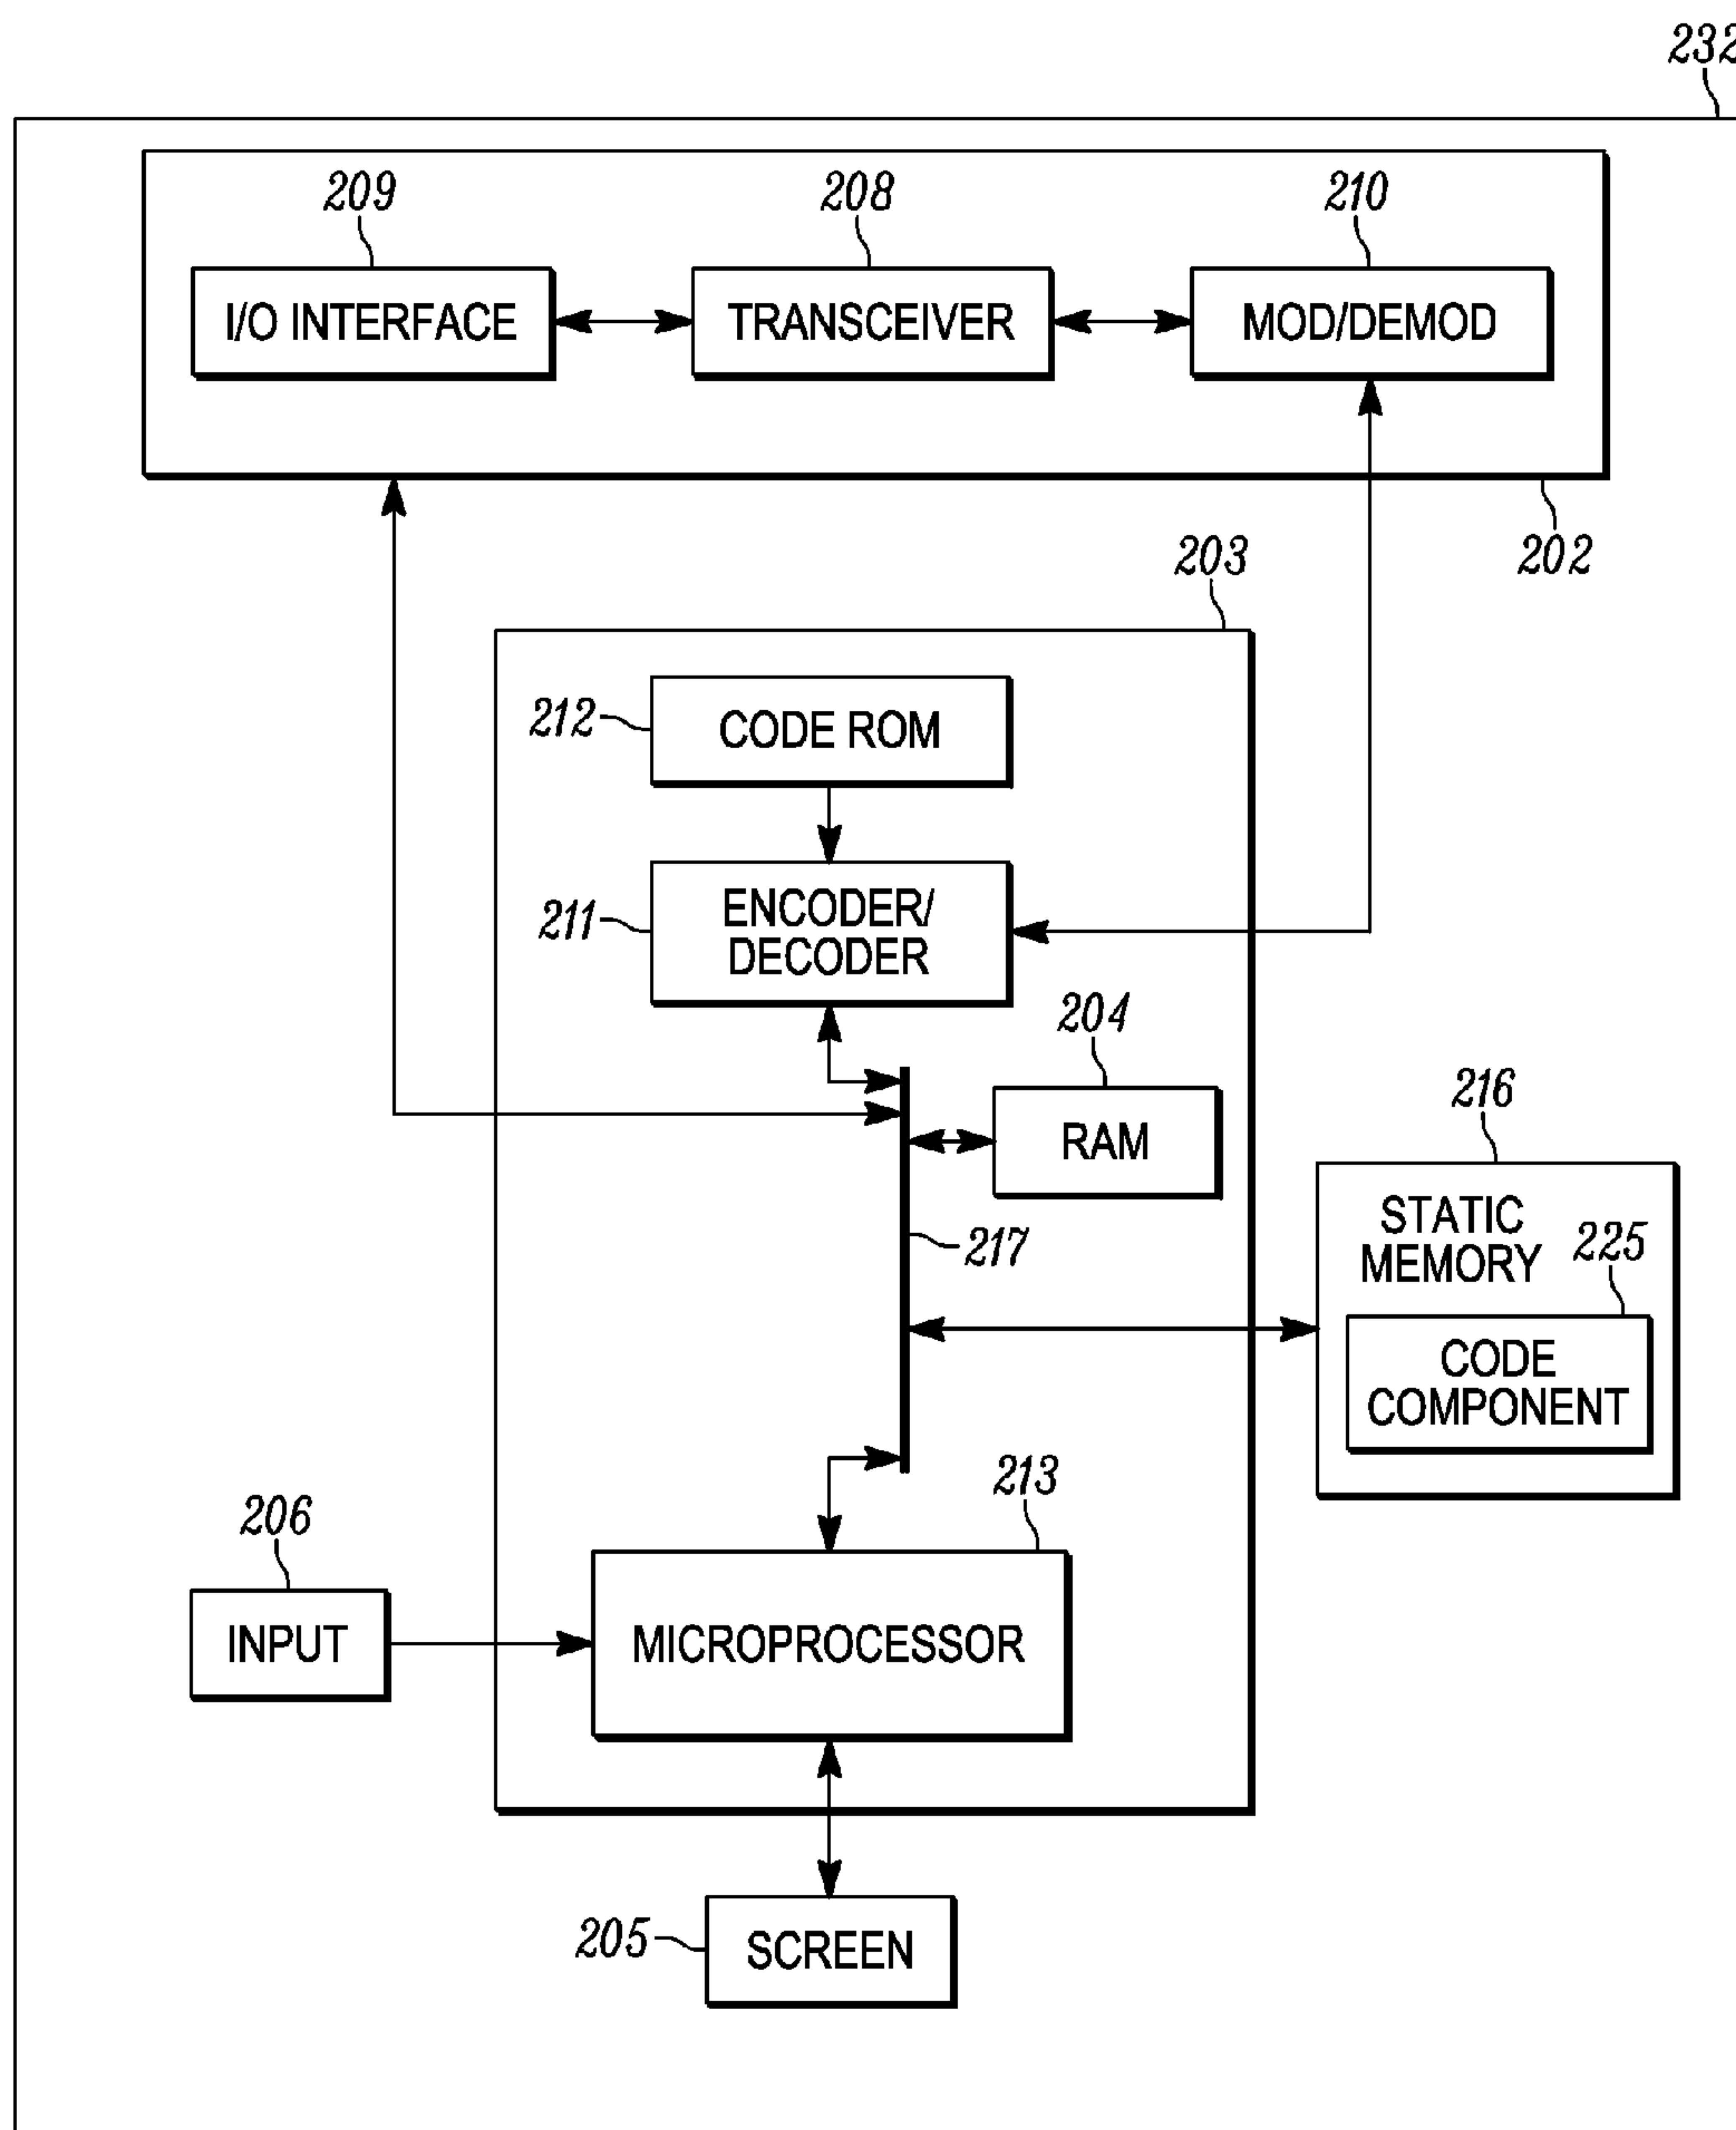 232
209
208
210
I/O INTERFACE
TRANSCEIVER
MOD/DEMOD
202
203
212
CODE ROM
211
ENCODER/
DECODER
204
RAM
216
STATIC
MEMORY
217
225
CODE
COMPONENT
213
206
INPUT
MICROPROCESSOR
205
SCREEN